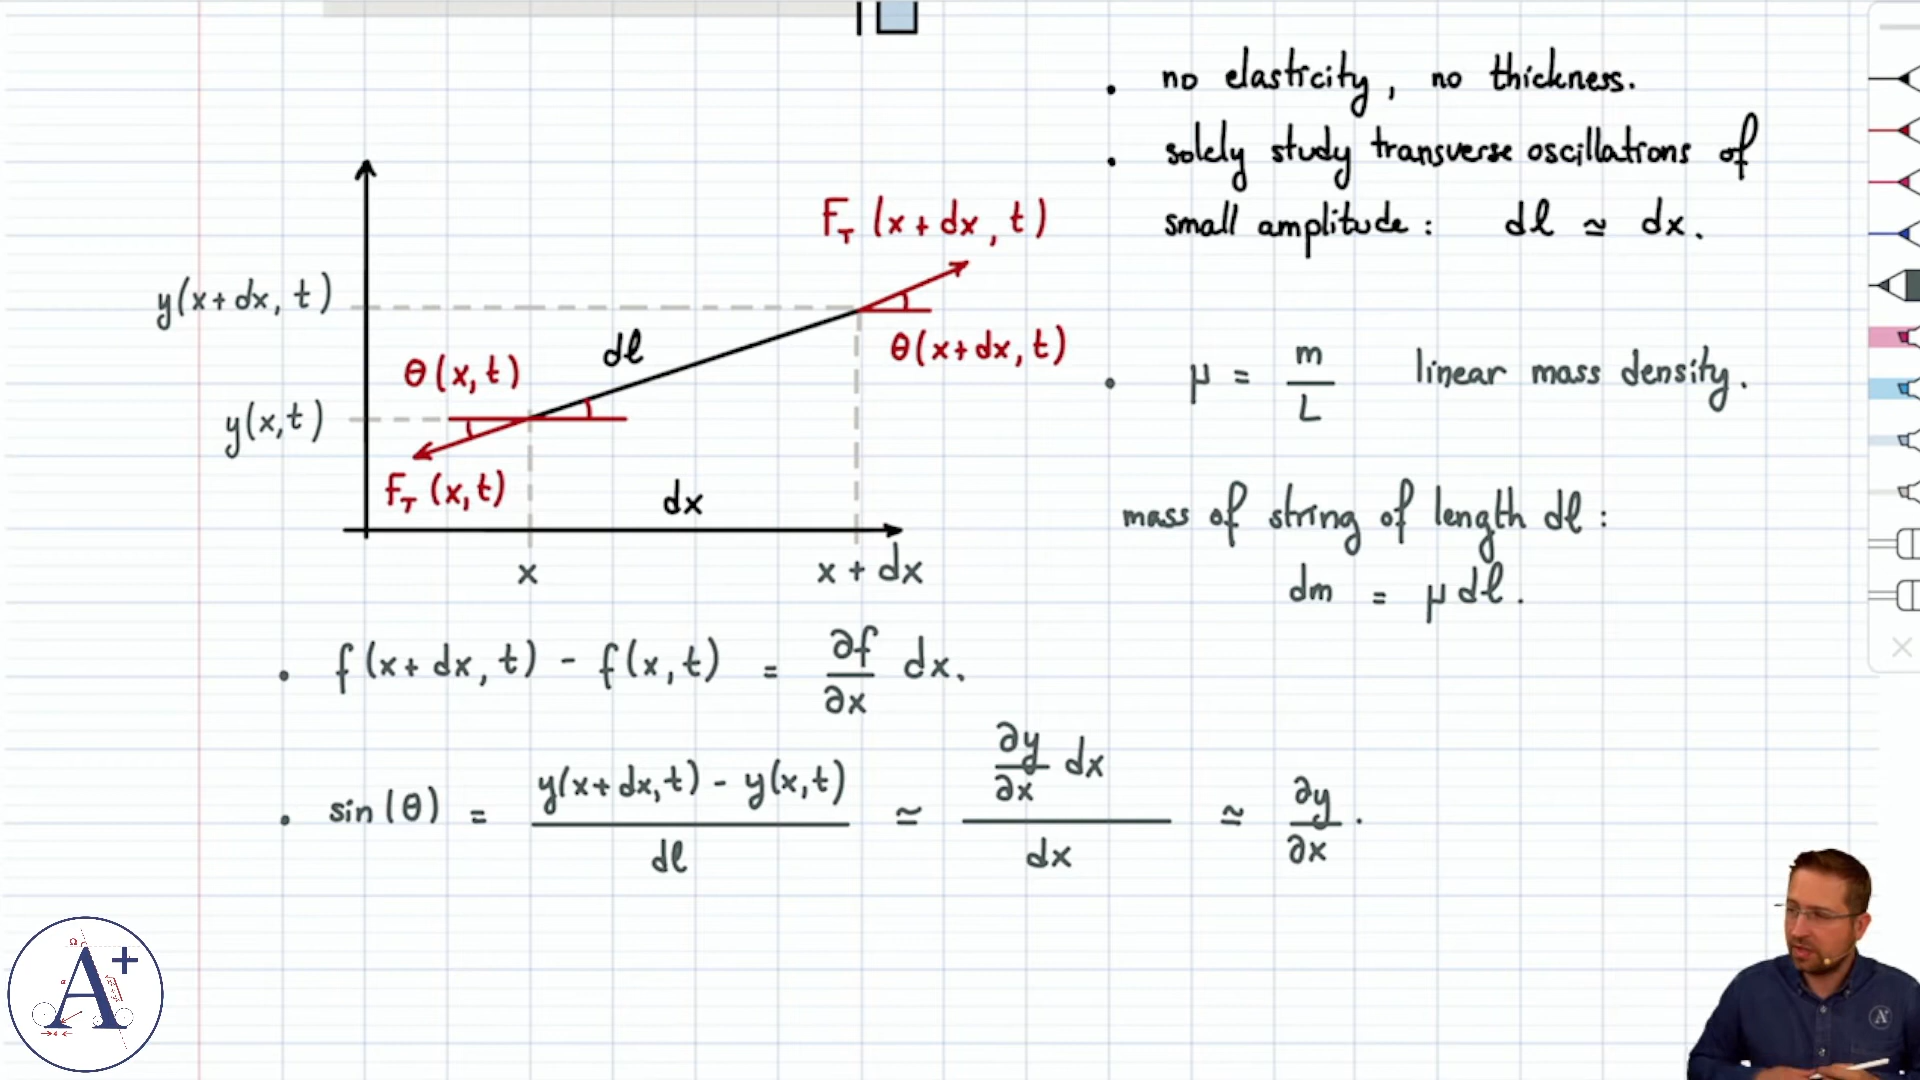 • no elasticity, no thickness.
• solely study transverse oscillations of
small amplitude: dl ≃ dx.
F_T (x+dx, t)
y(x+dx, t)
dl
θ(x+dx, t)
θ(x,t)
• μ = m/L linear mass density.
y(x,t)
F_T (x,t)
dx
mass of string of length dl:
x
x + dx
dm = μ dl.
• f(x+dx, t) - f(x,t) = ∂f/∂x dx.
• sin(θ) = y(x+dx,t) - y(x,t) / dl ≃ ∂y/∂x dx / dx ≃ ∂y/∂x.
A+